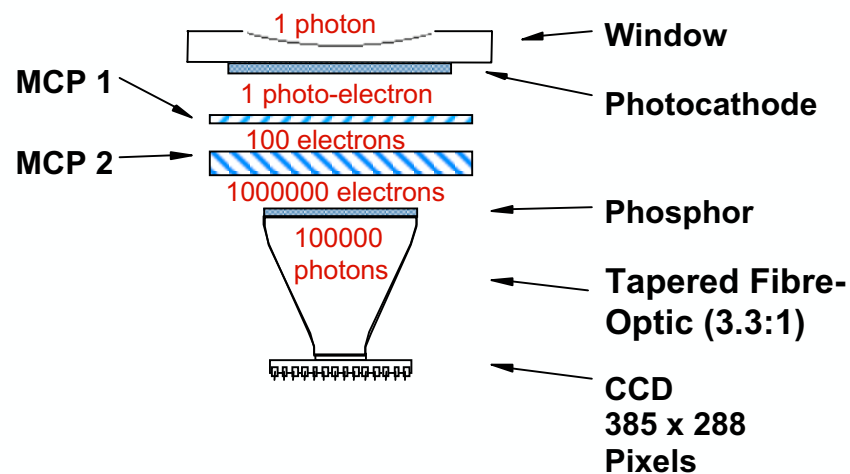 1 photon
Window
MCP 1
1 photo-electron
Photocathode
100 electrons
MCP 2
1000000 electrons
Phosphor
100000
photons
Tapered Fibre-
Optic (3.3:1)
CCD
385 x 288
Pixels